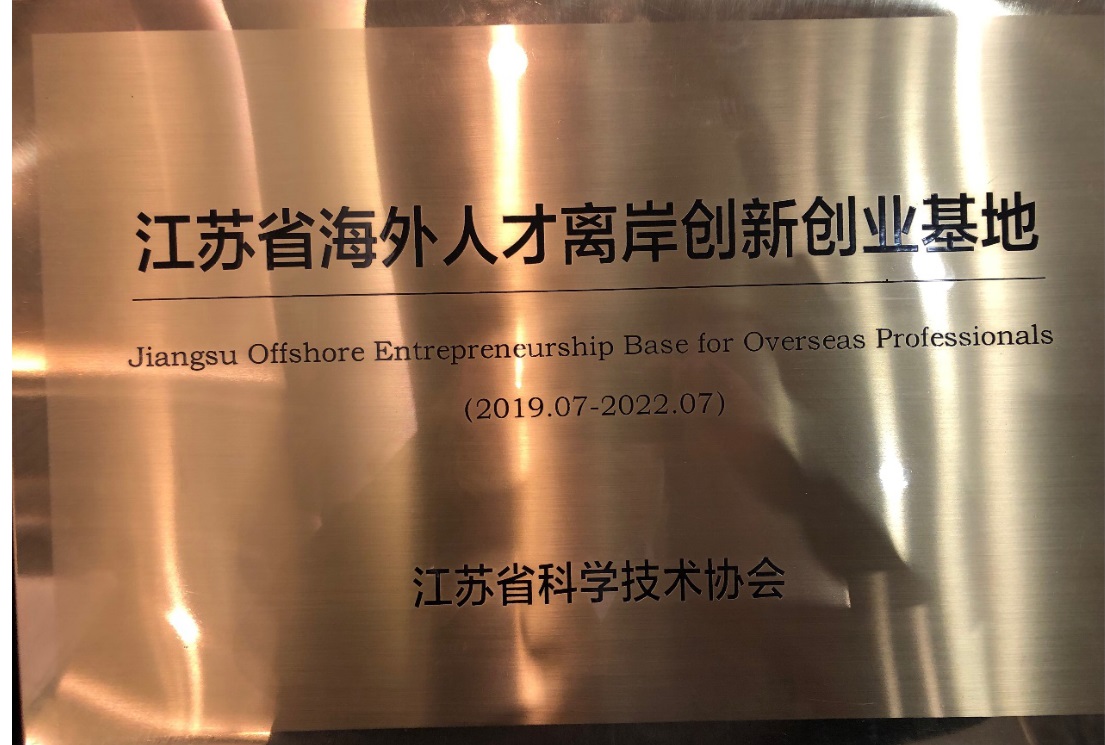 江苏省海外人才离岸创新创业基地
Jiangsu Offshore Entrepreneurship Base for Overseas Professionals
(2019.07-2022.07)
江苏省科学技术协会